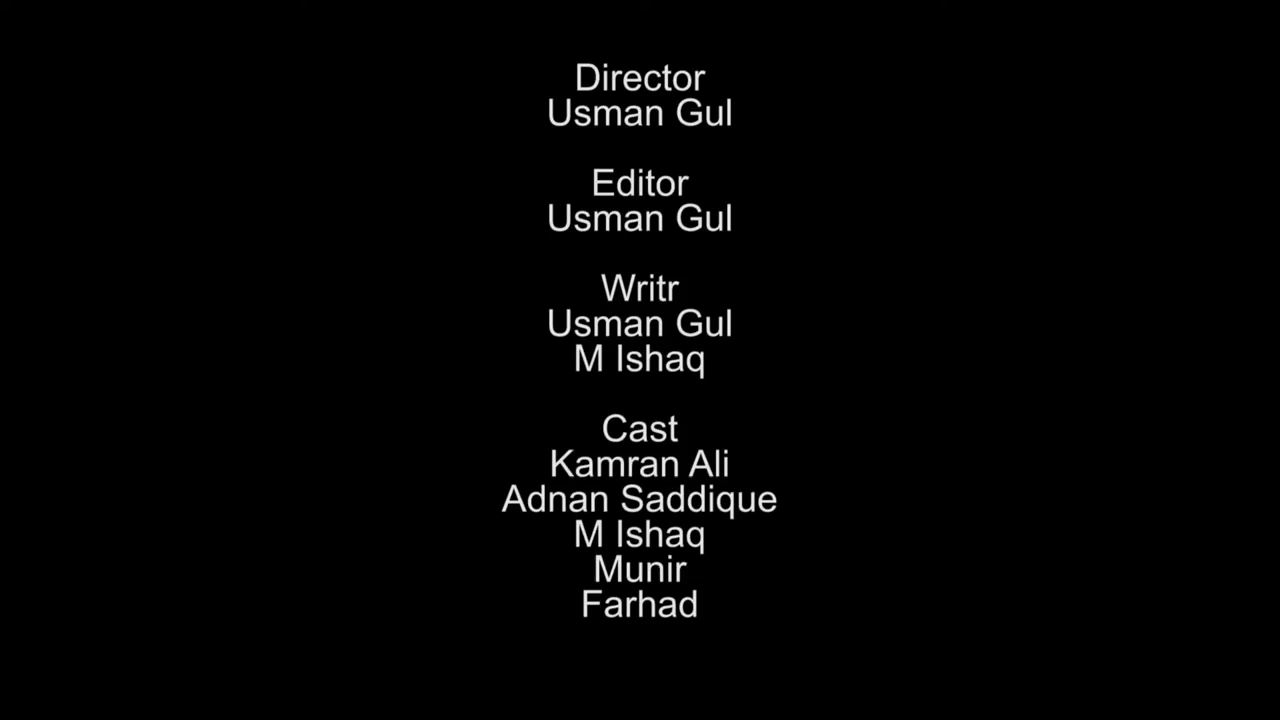 Director
Usman Gul
Editor
Usman Gul
Writr
Usman Gul
M Ishaq
Cast
Kamran Ali
Adnan Saddique
M Ishaq
Munir
Farhad